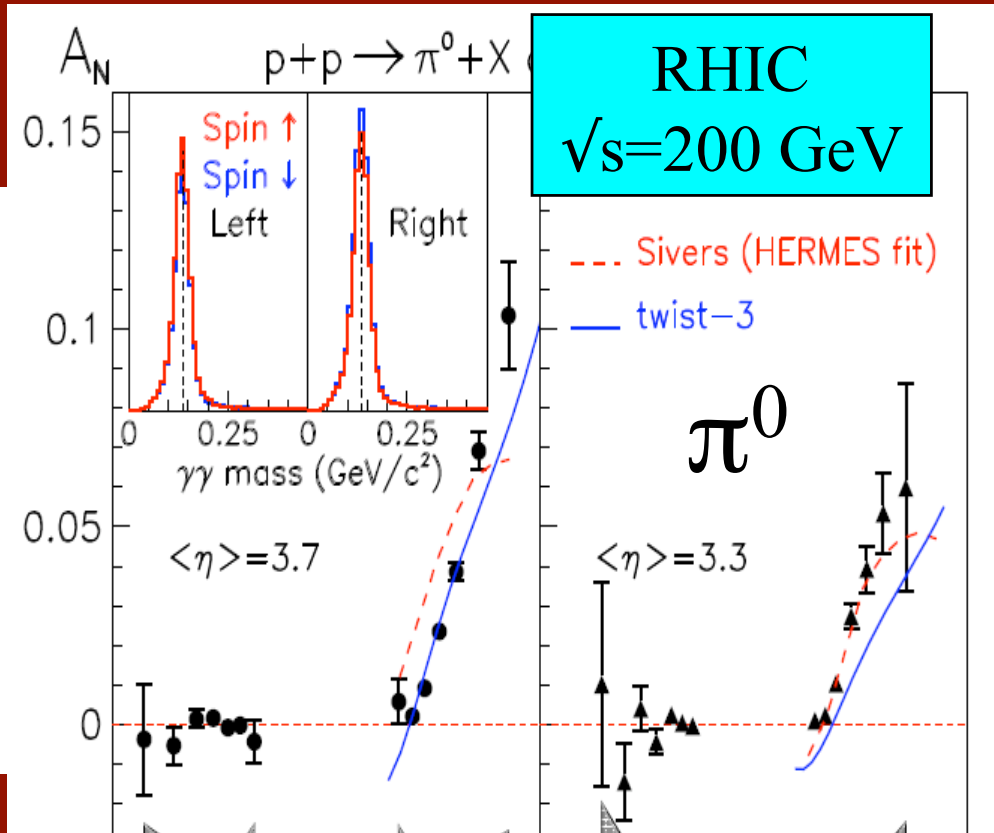 A_N
p+p → π⁰+X
RHIC
√s=200 GeV
0.15
0.1
0.05
0
Spin ↑
Spin ↓
Left
Right
0 0.25 0 0.25
γγ mass (GeV/c²)
Sivers (HERMES fit)
twist–3
π⁰
<η>=3.7
<η>=3.3